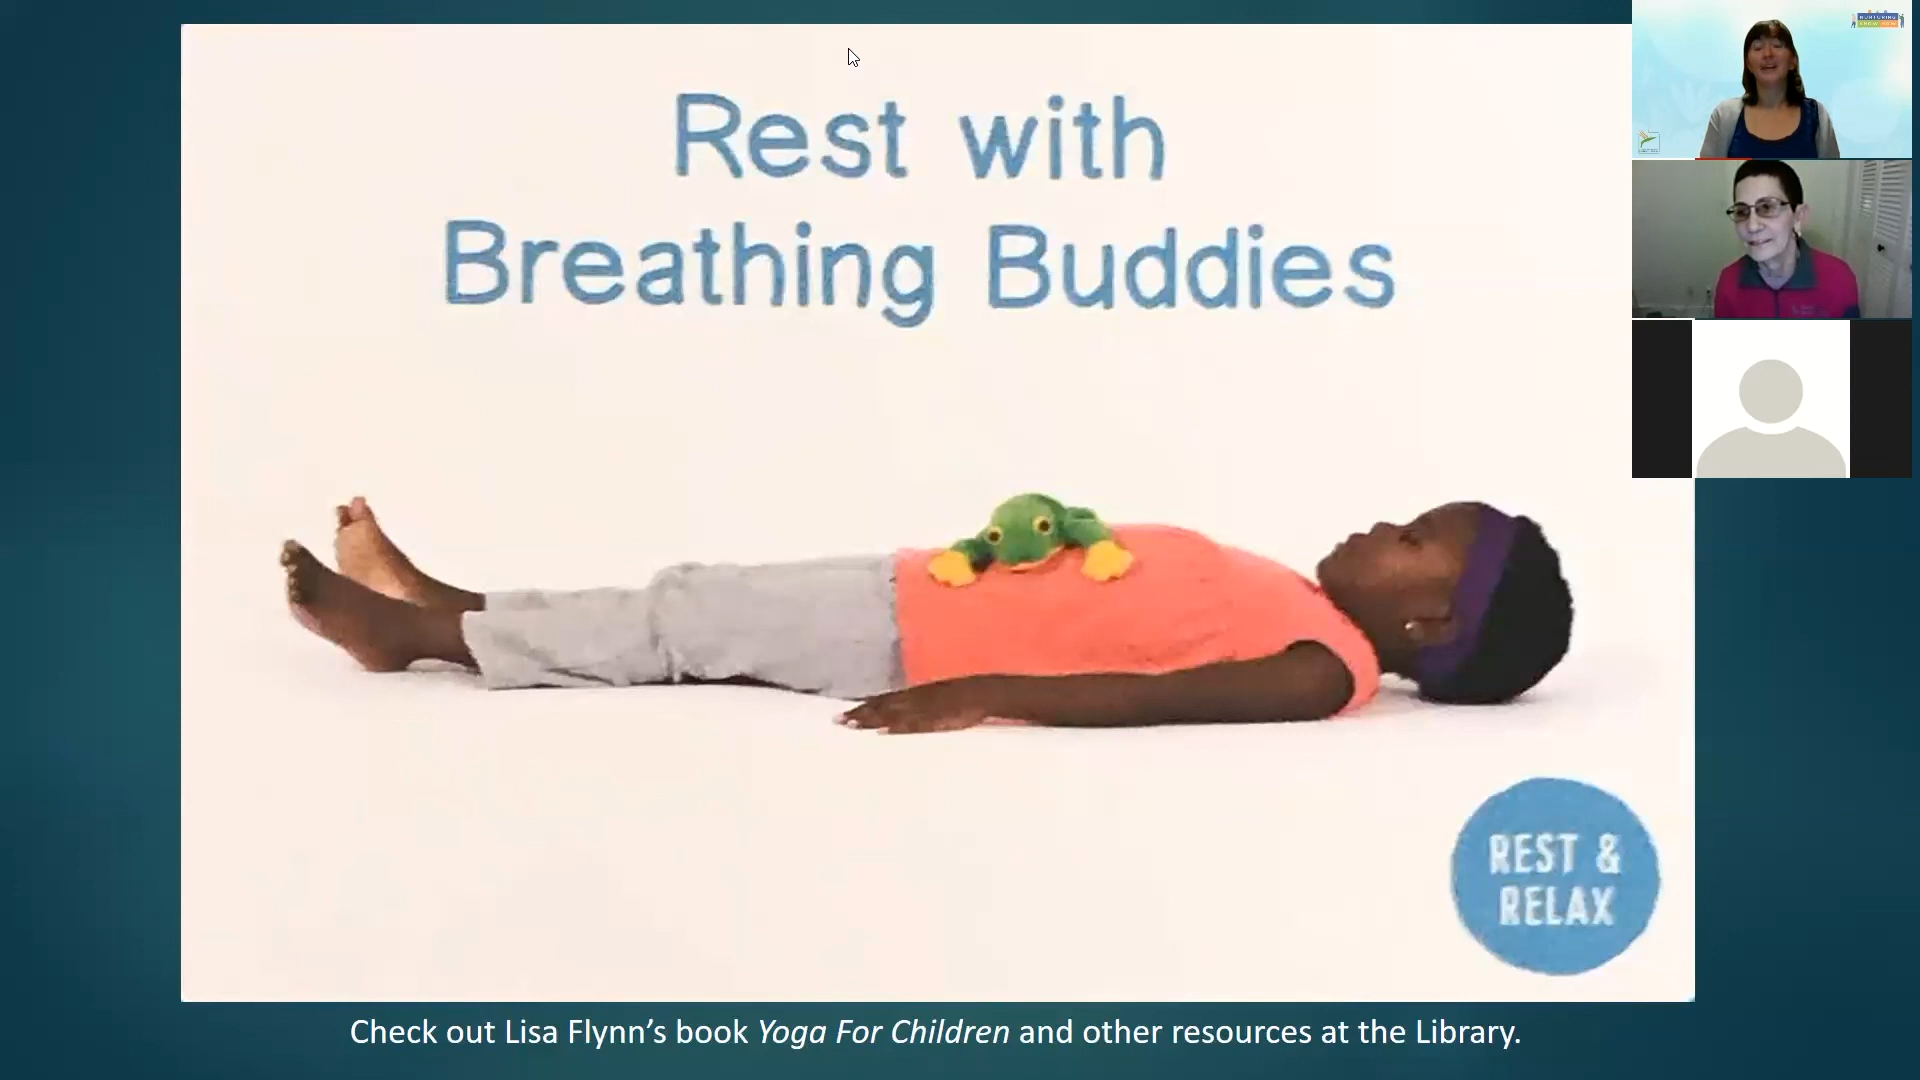 Rest with
Breathing Buddies
REST &
RELAX
Check out Lisa Flynn's book Yoga For Children and other resources at the Library.
NURTURING